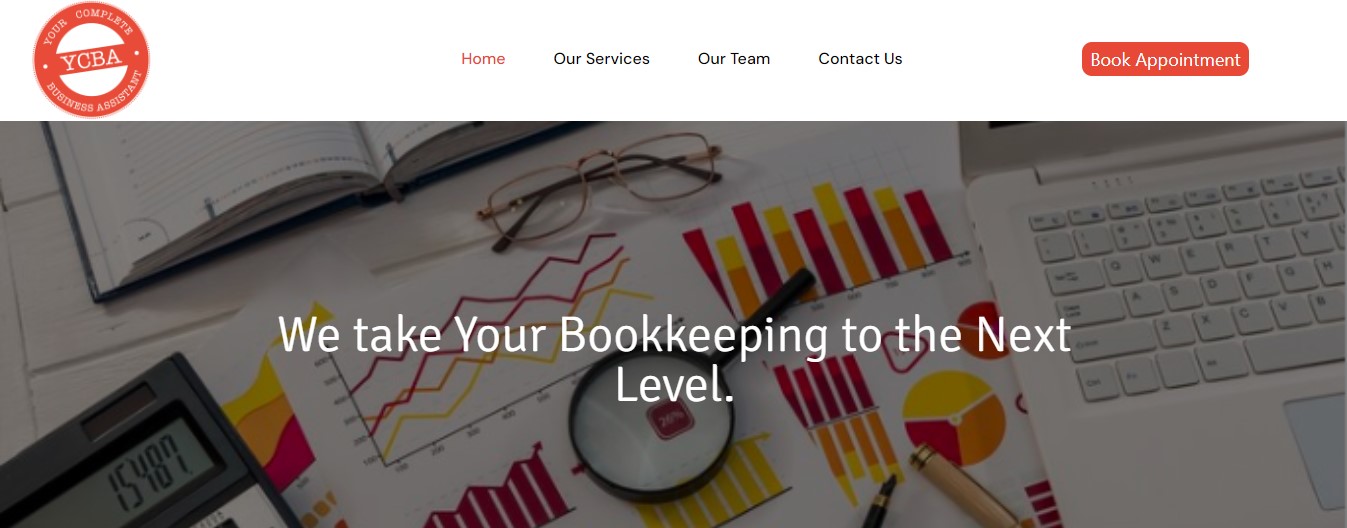 YOUR COMPLETE
YCBA
BUSINESS ASSISTANT
Home
Our Services
Our Team
Contact Us
Book Appointment
We take Your Bookkeeping to the Next
Level.
26%